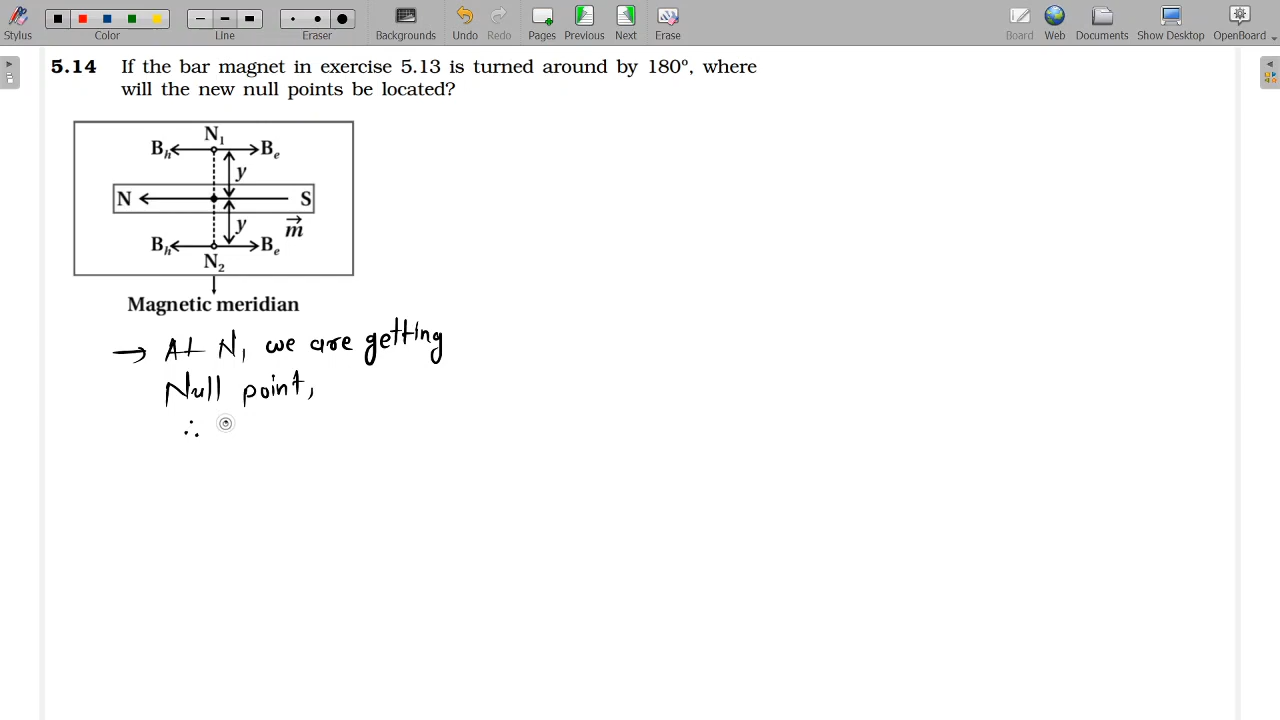 Stylus
Color
Line
Eraser
Backgrounds
Undo
Redo
Pages
Previous
Next
Erase
Board
Web
Documents
Show Desktop
OpenBoard
5.14 If the bar magnet in exercise 5.13 is turned around by 180°, where
will the new null points be located?
N₁
Bₕ Bₑ
y
N S
y
m⃗
Bₕ Bₑ
N₂
Magnetic meridian
→ At N₁ we are getting
Null point,
∴